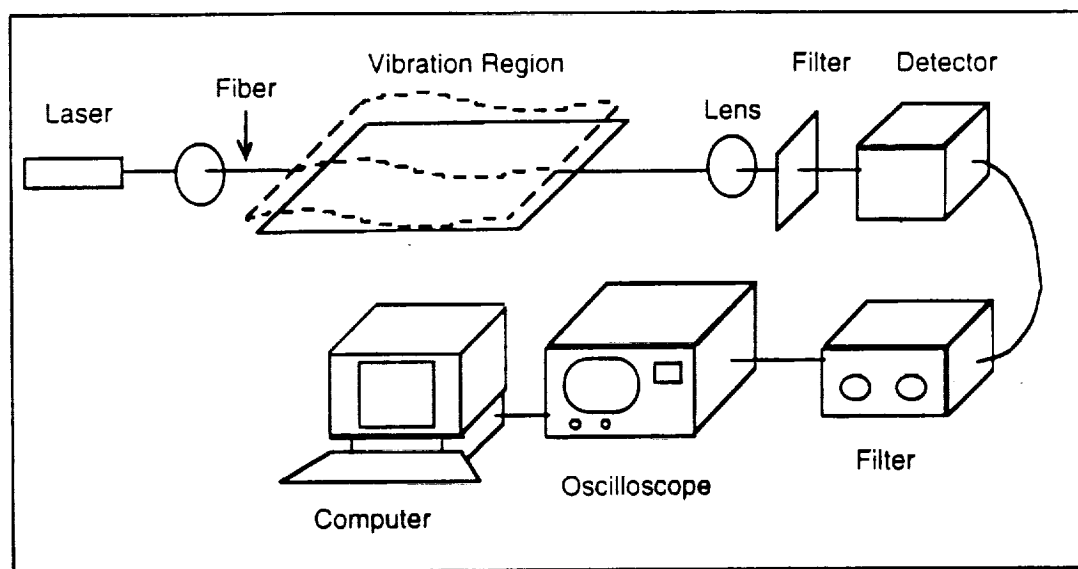 Vibration Region
Filter
Detector
Fiber
Laser
Lens
Computer
Oscilloscope
Filter